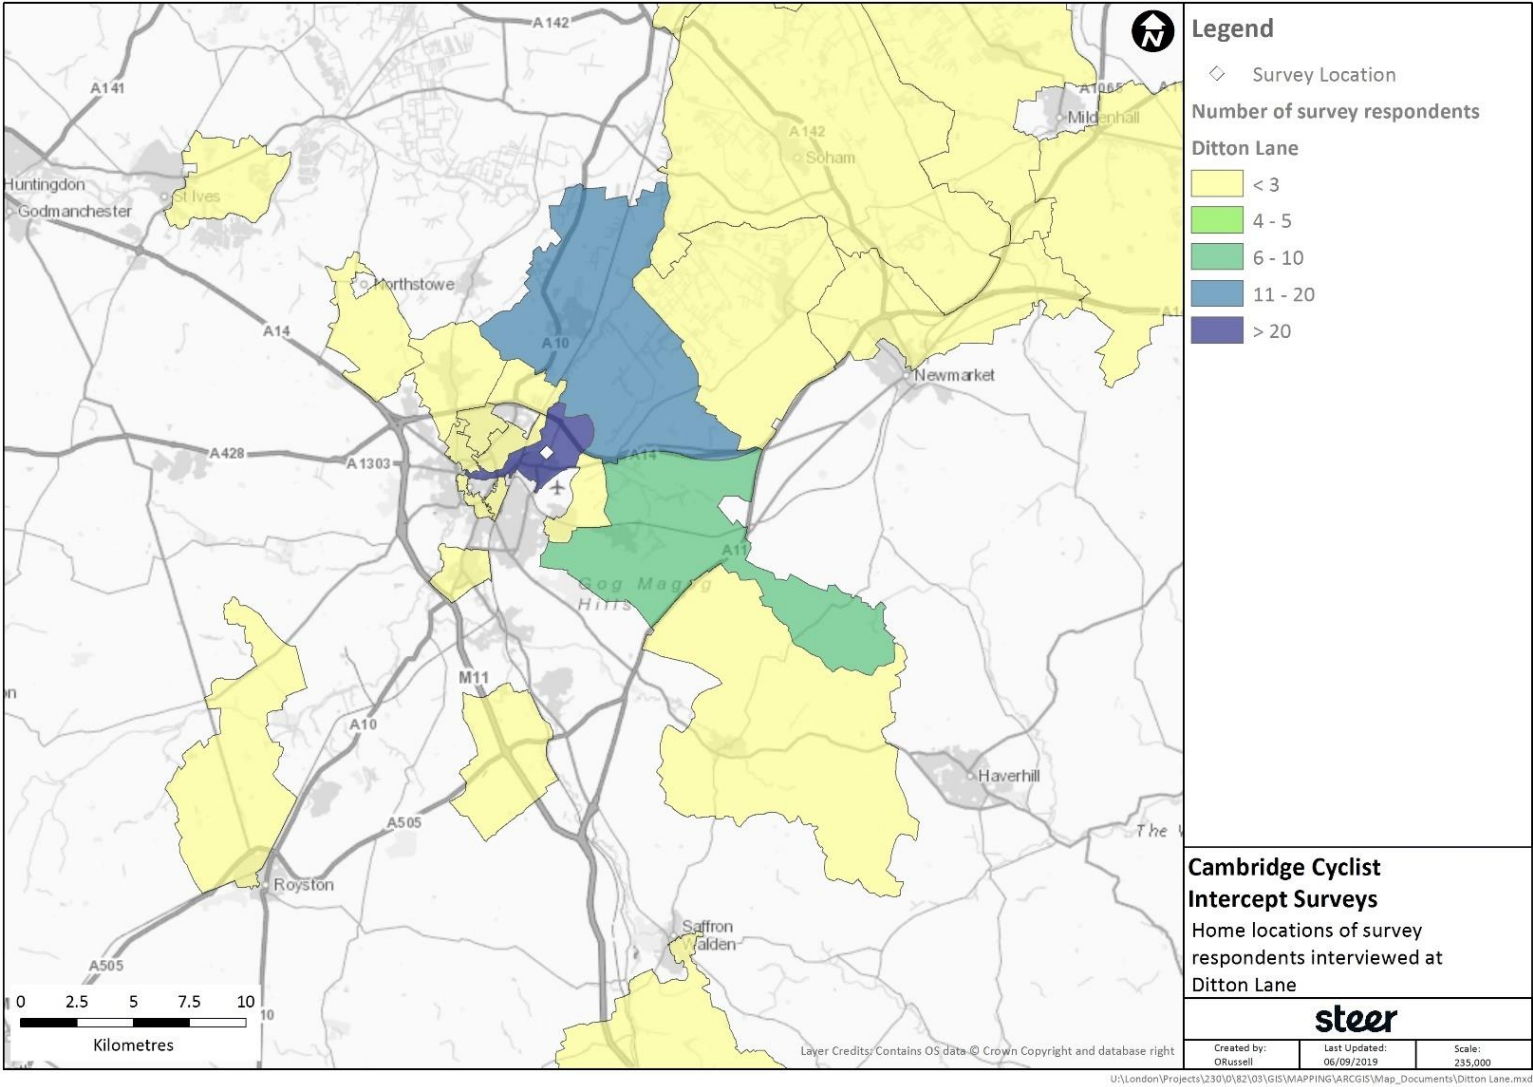 A142
A141
A1065
Mildenhall
A142
Soham
Huntingdon
St Ives
Godmanchester
Northstowe
A14
A10
Newmarket
A428
A1303
A14
A11
Gog Magog
Hills
M11
A10
Haverhill
A505
The
Royston
Saffron
Walden
A505
10
0 2.5 5 7.5 10
Kilometres
Layer Credits: Contains OS data © Crown Copyright and database right
N
Legend
Survey Location
Number of survey respondents
Ditton Lane
< 3
4 - 5
6 - 10
11 - 20
> 20
Cambridge Cyclist
Intercept Surveys
Home locations of survey
respondents interviewed at
Ditton Lane
steer
Created by:
ORussell
Last Updated:
06/09/2019
Scale:
235,000
U:\London\Projects\230\0\82\03\GIS\MAPPING\ARCGIS\Map_Documents\Ditton Lane.mxd